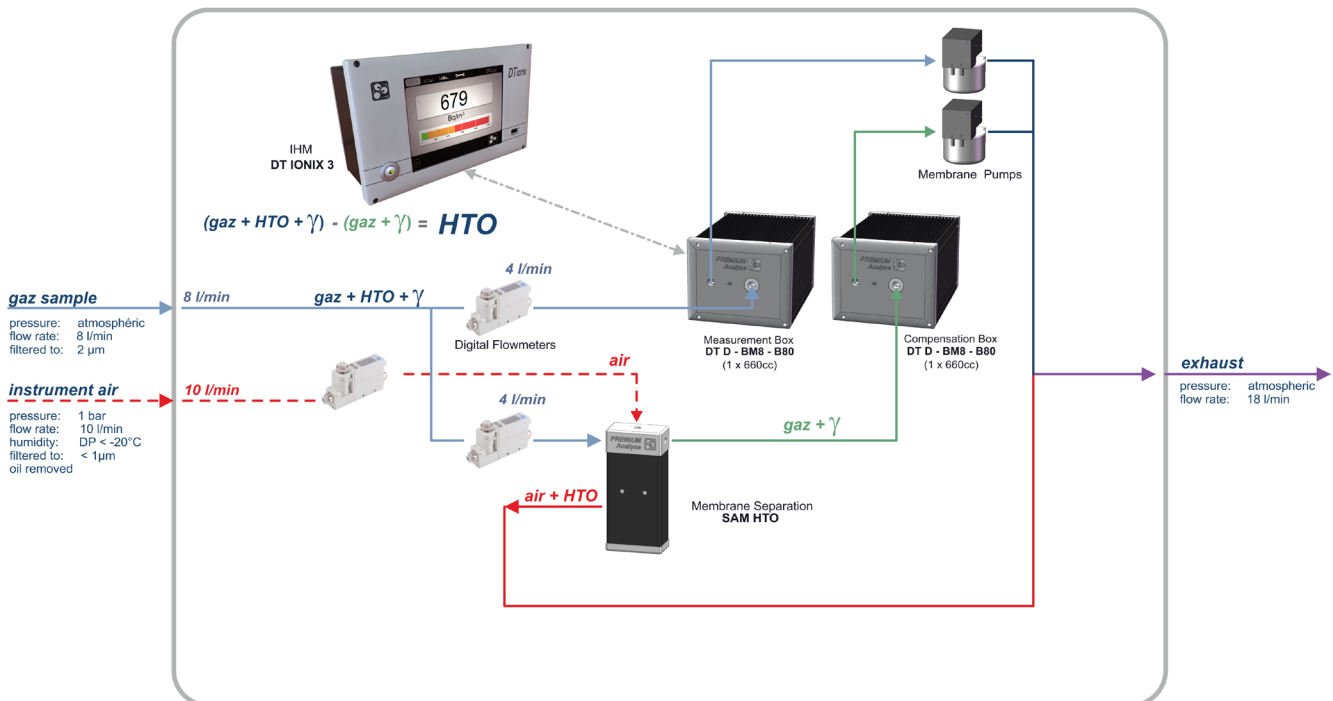 DTionix
679
Bq/m³
IHM
DT IONIX 3
(gaz + HTO + γ) - (gaz + γ) = HTO
Membrane Pumps
gaz sample
8 l/min
gaz + HTO + γ
4 l/min
pressure: atmosphéric
flow rate: 8 l/min
filtered to: 2 µm
Digital Flowmeters
PREMIUM
Analyse
Measurement Box
DT D - BM8 - B80
(1 x 660cc)
PREMIUM
Analyse
Compensation Box
DT D - BM8 - B80
(1 x 660cc)
exhaust
pressure: atmospheric
flow rate: 18 l/min
instrument air
10 l/min
air
pressure: 1 bar
flow rate: 10 l/min
humidity: DP < -20°C
filtered to: < 1µm
oil removed
4 l/min
PREMIUM
Analyse
gaz + γ
air + HTO
Membrane Separation
SAM HTO